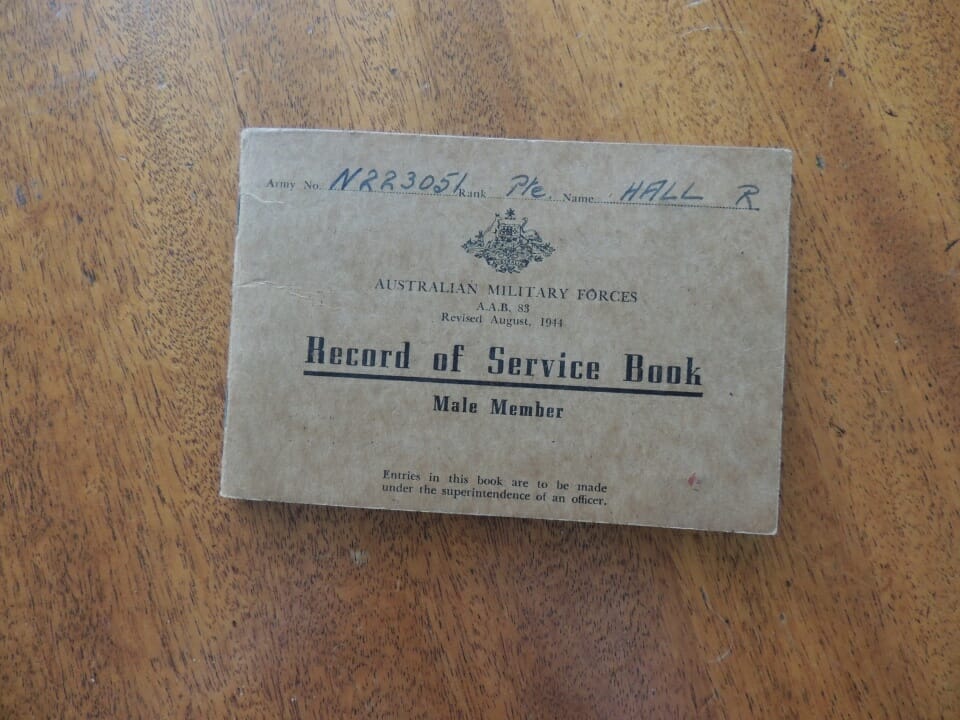 Army No. N223051 Rank Pte. Name HALL R
AUSTRALIAN MILITARY FORCES
A.A.B. 83
Revised August, 1944
Record of Service Book
Male Member
Entries in this book are to be made
under the superintendence of an officer.